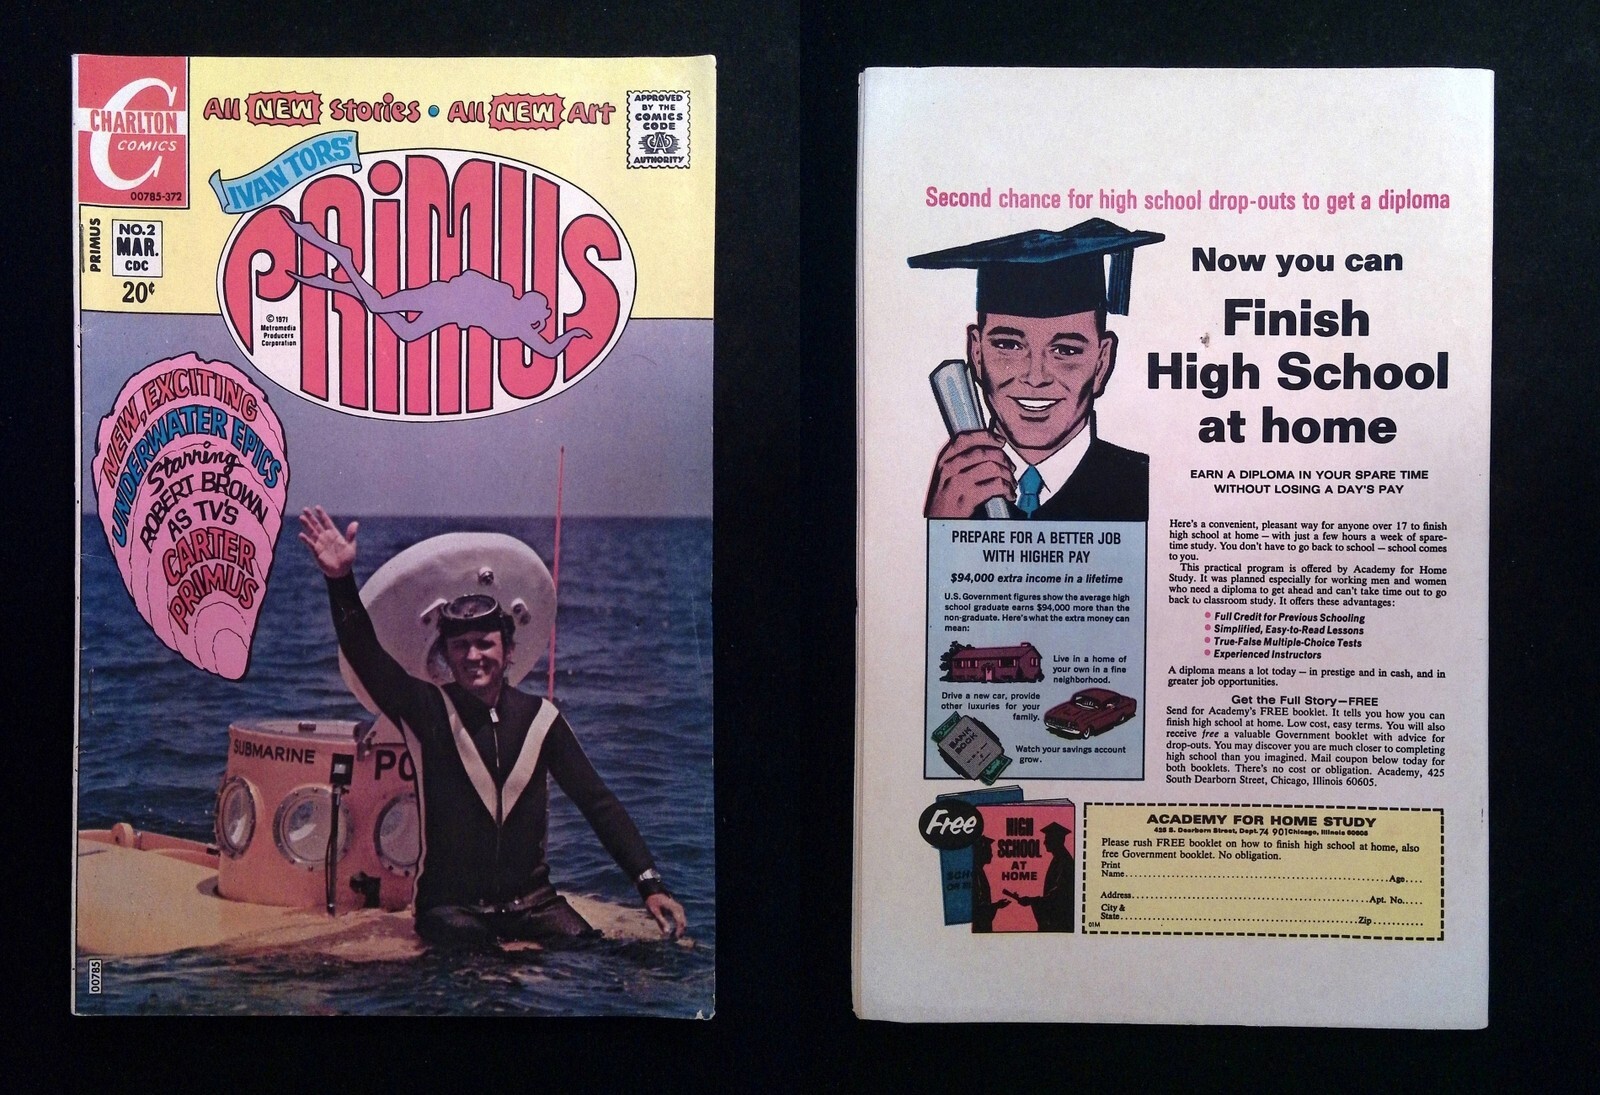 CHARLTON
COMICS
00785-372
All NEW Stories • All NEW Art
APPROVED
BY THE
COMICS
CODE
CAS
AUTHORITY
IVAN TORS'
PRiMUS
PRIMUS
NO.2
MAR.
CDC
20¢
© 1971
Metromedia
Producers
Corporation
NEW, EXCITING
UNDERWATER EPICS
Starring
ROBERT BROWN
AS TV'S
CARTER
PRIMUS
SUBMARINE
PC
00785
Second chance for high school drop-outs to get a diploma
Now you can
Finish
High School
at home
EARN A DIPLOMA IN YOUR SPARE TIME
WITHOUT LOSING A DAY'S PAY
PREPARE FOR A BETTER JOB
WITH HIGHER PAY
$94,000 extra income in a lifetime
U.S. Government figures show the average high
school graduate earns $94,000 more than the
non-graduate. Here's what the extra money can
mean:
Live in a home of
your own in a fine
neighborhood.
Drive a new car, provide
other luxuries for your
family.
BANK
BOOK
Watch your savings account
grow.
Here's a convenient, pleasant way for anyone over 17 to finish
high school at home — with just a few hours a week of spare-
time study. You don't have to go back to school — school comes
to you.
This practical program is offered by Academy for Home
Study. It was planned especially for working men and women
who need a diploma to get ahead and can't take time out to go
back to classroom study. It offers these advantages:
• Full Credit for Previous Schooling
• Simplified, Easy-to-Read Lessons
• True-False Multiple-Choice Tests
• Experienced Instructors
A diploma means a lot today — in prestige and in cash, and in
greater job opportunities.
Get the Full Story—FREE
Send for Academy's FREE booklet. It tells you how you can
finish high school at home. Low cost, easy terms. You will also
receive free a valuable Government booklet with advice for
drop-outs. You may discover you are much closer to completing
high school than you imagined. Mail coupon below today for
both booklets. There's no cost or obligation. Academy, 425
South Dearborn Street, Chicago, Illinois 60605.
Free
HIGH
SCHOOL
AT
HOME
ACADEMY FOR HOME STUDY
425 S. Dearborn Street, Dept. 74 901 Chicago, Illinois 60605
Please rush FREE booklet on how to finish high school at home, also
free Government booklet. No obligation.
Print
Name Age
Address Apt. No.
City &
State Zip
01M